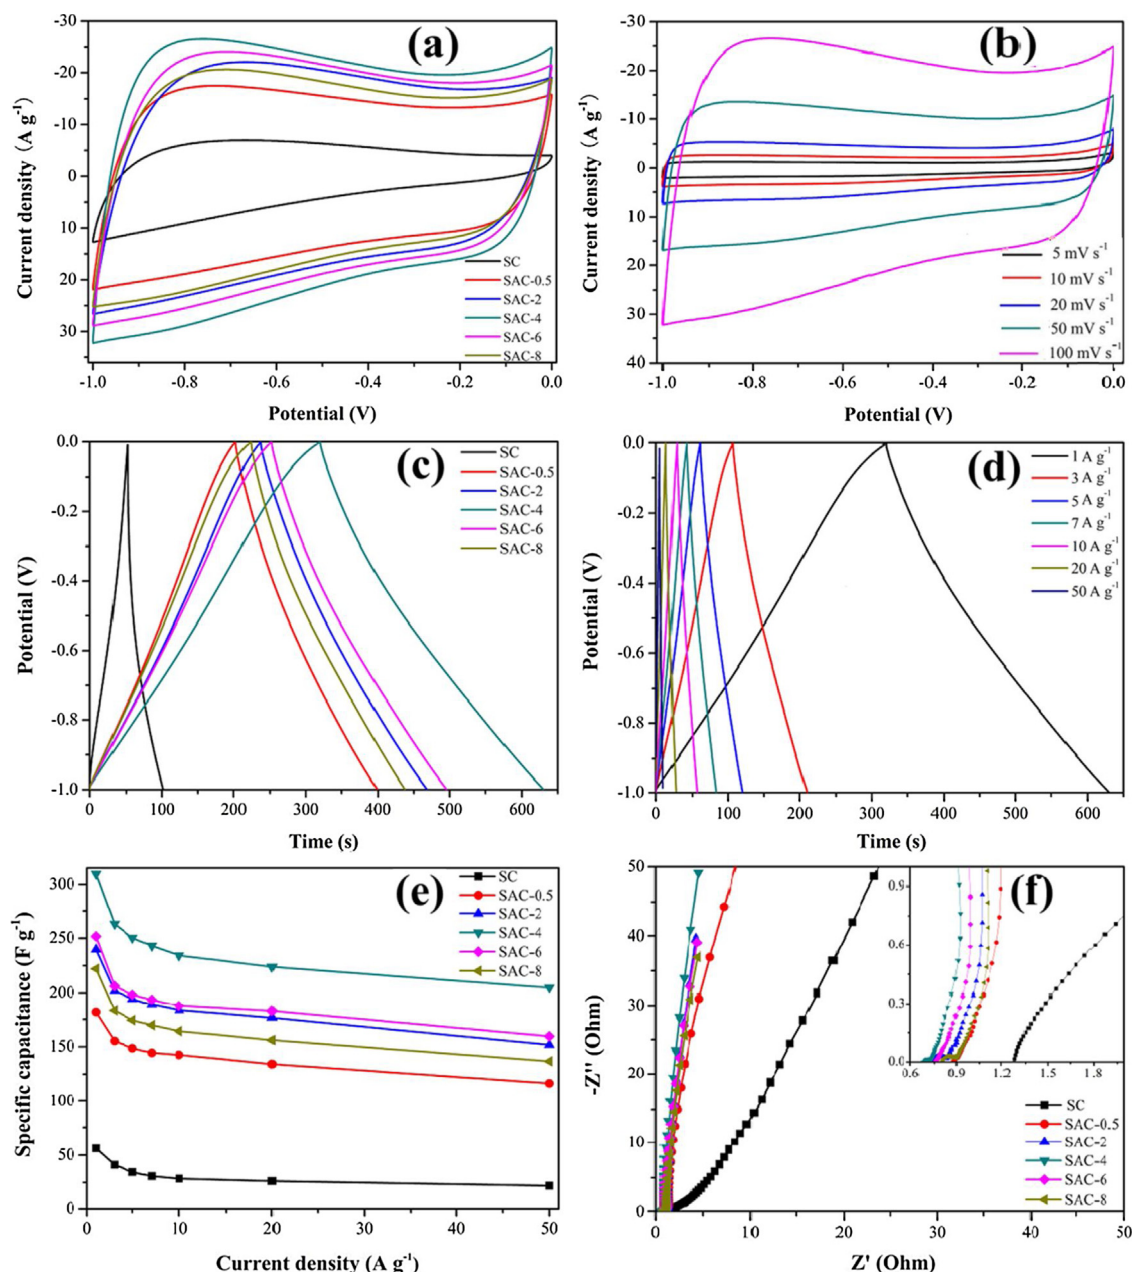 (a)
-30
-20
-10
0
10
20
30
Current density (A g⁻¹)
SC
SAC-0.5
SAC-2
SAC-4
SAC-6
SAC-8
-1.0 -0.8 -0.6 -0.4 -0.2 0.0
Potential (V)
(b)
-30
-20
-10
0
10
20
30
40
Current density (A g⁻¹)
5 mV s⁻¹
10 mV s⁻¹
20 mV s⁻¹
50 mV s⁻¹
100 mV s⁻¹
-1.0 -0.8 -0.6 -0.4 -0.2 0.0
Potential (V)
(c)
0.0
-0.2
-0.4
-0.6
-0.8
-1.0
Potential (V)
SC
SAC-0.5
SAC-2
SAC-4
SAC-6
SAC-8
0 100 200 300 400 500 600
Time (s)
(d)
0.0
-0.2
-0.4
-0.6
-0.8
-1.0
Potential (V)
1 A g⁻¹
3 A g⁻¹
5 A g⁻¹
7 A g⁻¹
10 A g⁻¹
20 A g⁻¹
50 A g⁻¹
0 100 200 300 400 500 600
Time (s)
(e)
300
250
200
150
100
50
0
Specific capacitance (F g⁻¹)
SC
SAC-0.5
SAC-2
SAC-4
SAC-6
SAC-8
0 10 20 30 40 50
Current density (A g⁻¹)
(f)
50
40
30
20
10
0
-Z'' (Ohm)
0.9
0.6
0.3
0.0
0.6 0.9 1.2 1.5 1.8
SC
SAC-0.5
SAC-2
SAC-4
SAC-6
SAC-8
0 10 20 30 40 50
Z' (Ohm)